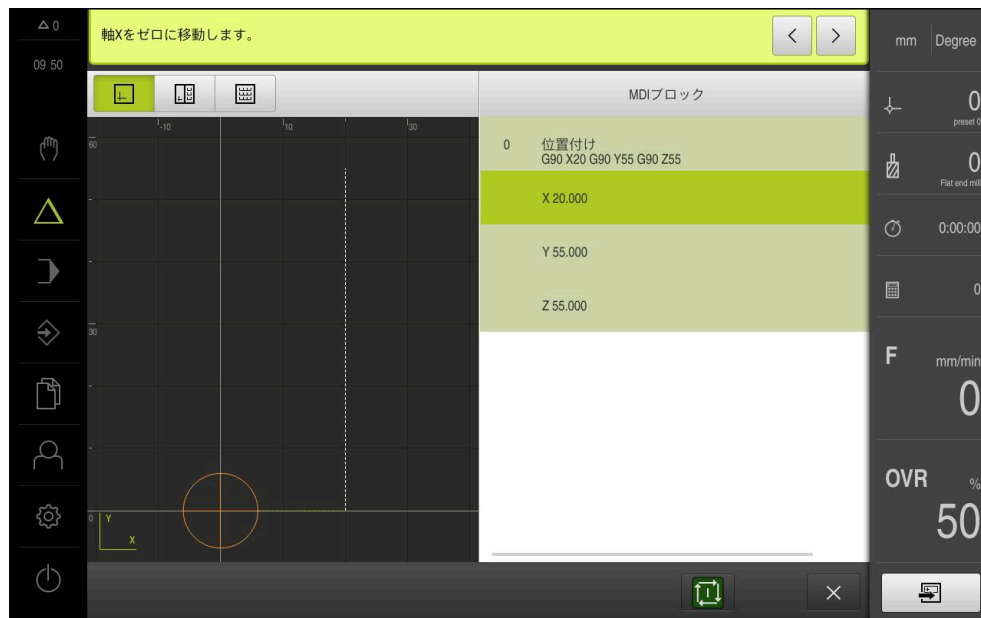 0
09 50
軸Xをゼロに移動します。
mm Degree
MDIブロック
-10 10 30
60
30
0
Y
X
0 位置付け
G90 X20 G90 Y55 G90 Z55
X 20.000
Y 55.000
Z 55.000
0
preset 0
0
Flat end mill
0:00:00
0
F mm/min
0
OVR %
50